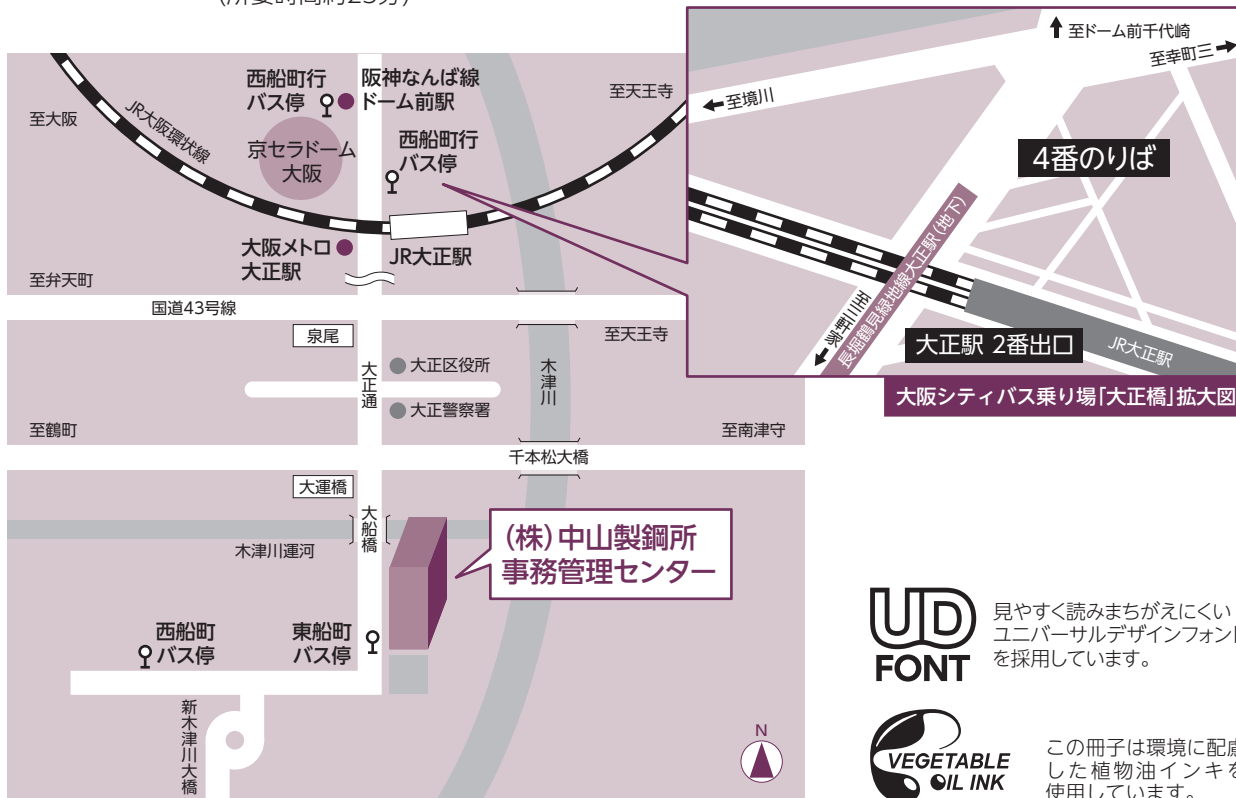 (所要時間約25分)
西船町行
バス停
阪神なんば線
ドーム前駅
至大阪
JR大阪環状線
京セラドーム
大阪
西船町行
バス停
至天王寺
大阪メトロ
大正駅
JR大正駅
至弁天町
国道43号線
泉尾
至天王寺
大正通
大正区役所
木津川
大正警察署
至鶴町
至南津守
千本松大橋
大運橋
大船橋
木津川運河
(株)中山製鋼所
事務管理センター
西船町
バス停
東船町
バス停
新木津川大橋
N
至ドーム前千代崎
至幸町三
至境川
4番のりば
長堀鶴見緑地線大正駅(地下)
至三軒家
大正駅 2番出口
JR大正駅
大阪シティバス乗り場「大正橋」拡大図
UD
FONT
見やすく読みまちがえにくい
ユニバーサルデザインフォント
を採用しています。
VEGETABLE
OIL INK
この冊子は環境に配慮
した植物油インキを
使用しています。